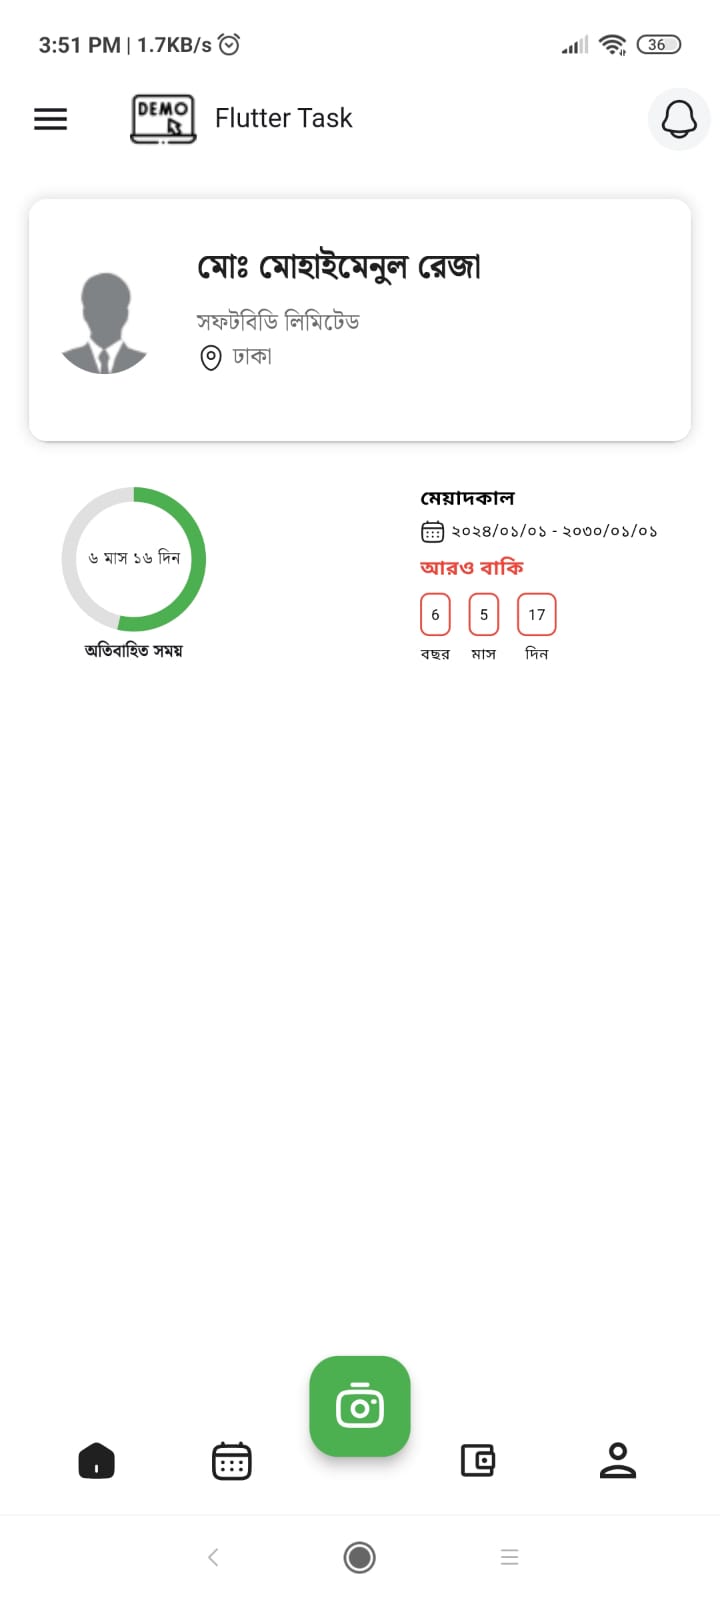 3:51 PM | 1.7KB/s 36
DEMO Flutter Task
মোঃ মোহাইমেনুল রেজা
সফটবিডি লিমিটেড
ঢাকা
৬ মাস ১৬ দিন
অতিবাহিত সময়
মেয়াদকাল
২০২৪/০১/০১ - ২০৩০/০১/০১
আরও বাকি
6 5 17
বছর মাস দিন